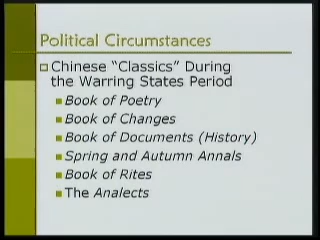 Political Circumstances
Chinese “Classics” During
the Warring States Period
Book of Poetry
Book of Changes
Book of Documents (History)
Spring and Autumn Annals
Book of Rites
The Analects